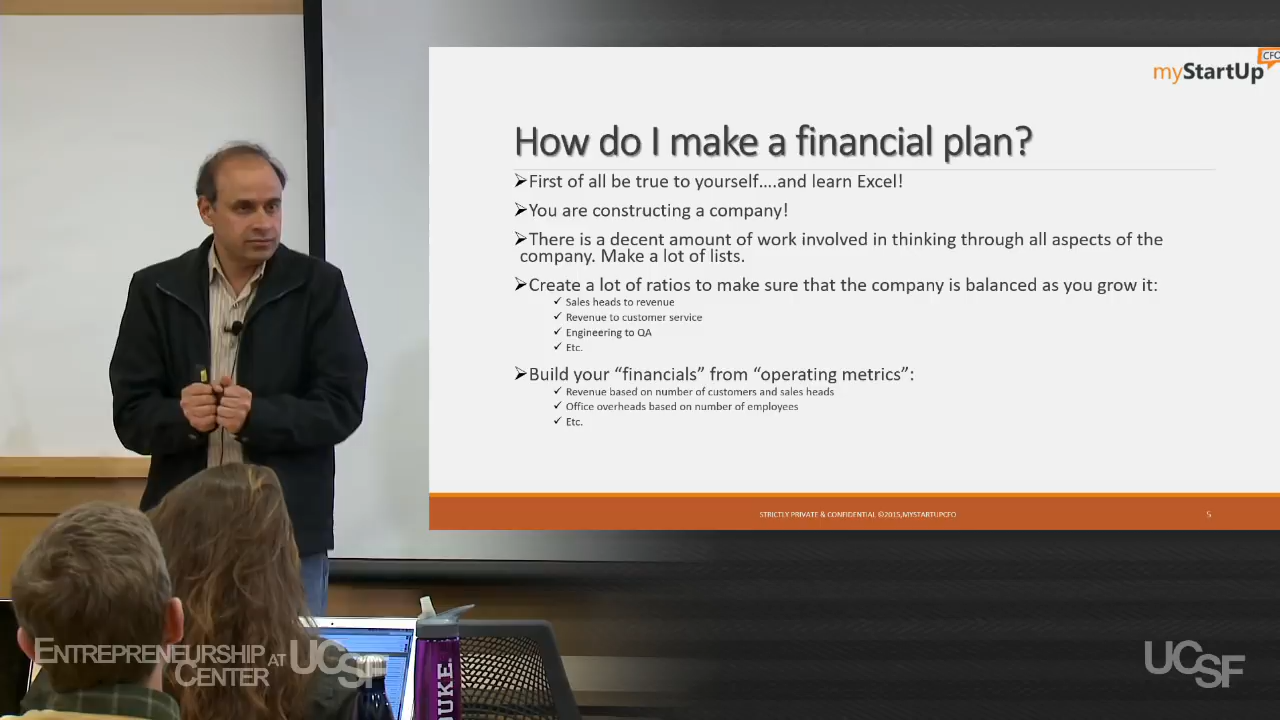 CFO
myStartUp
How do I make a financial plan?
First of all be true to yourself....and learn Excel!
You are constructing a company!
There is a decent amount of work involved in thinking through all aspects of the
company. Make a lot of lists.
Create a lot of ratios to make sure that the company is balanced as you grow it:
Sales heads to revenue
Revenue to customer service
Engineering to QA
Etc.
Build your “financials” from “operating metrics”:
Revenue based on number of customers and sales heads
Office overheads based on number of employees
Etc.
STRICTLY PRIVATE & CONFIDENTIAL ©2015,MYSTARTUPCFO
5
ENTREPRENEURSHIP AT UCSF
CENTER
DUKE.
UCSF